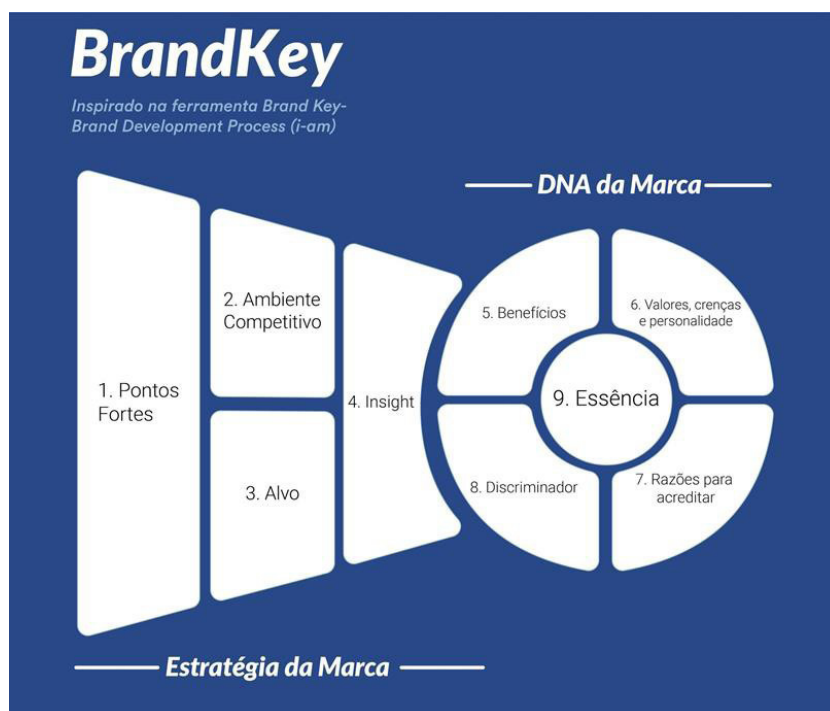 BrandKey
Inspirado na ferramenta Brand Key-
Brand Development Process (i-am)
DNA da Marca
1. Pontos
Fortes
2. Ambiente
Competitivo
3. Alvo
4. Insight
5. Benefícios
6. Valores, crenças
e personalidade
7. Razões para
acreditar
8. Discriminador
9. Essência
Estratégia da Marca